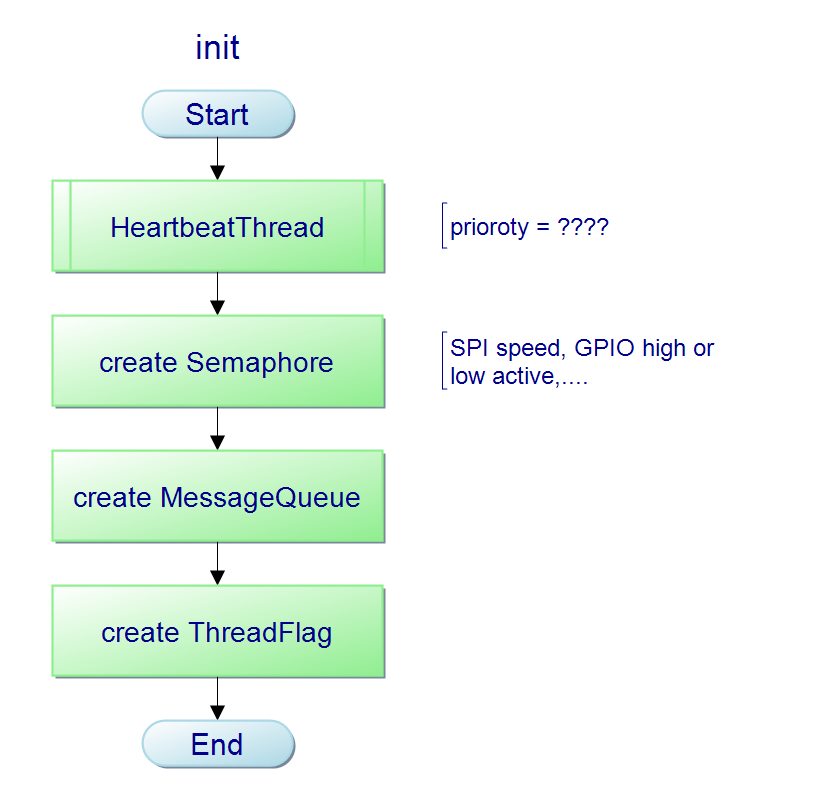 init
Start
HeartbeatThread
prioroty = ????
create Semaphore
SPI speed, GPIO high or
low active,....
create MessageQueue
create ThreadFlag
End